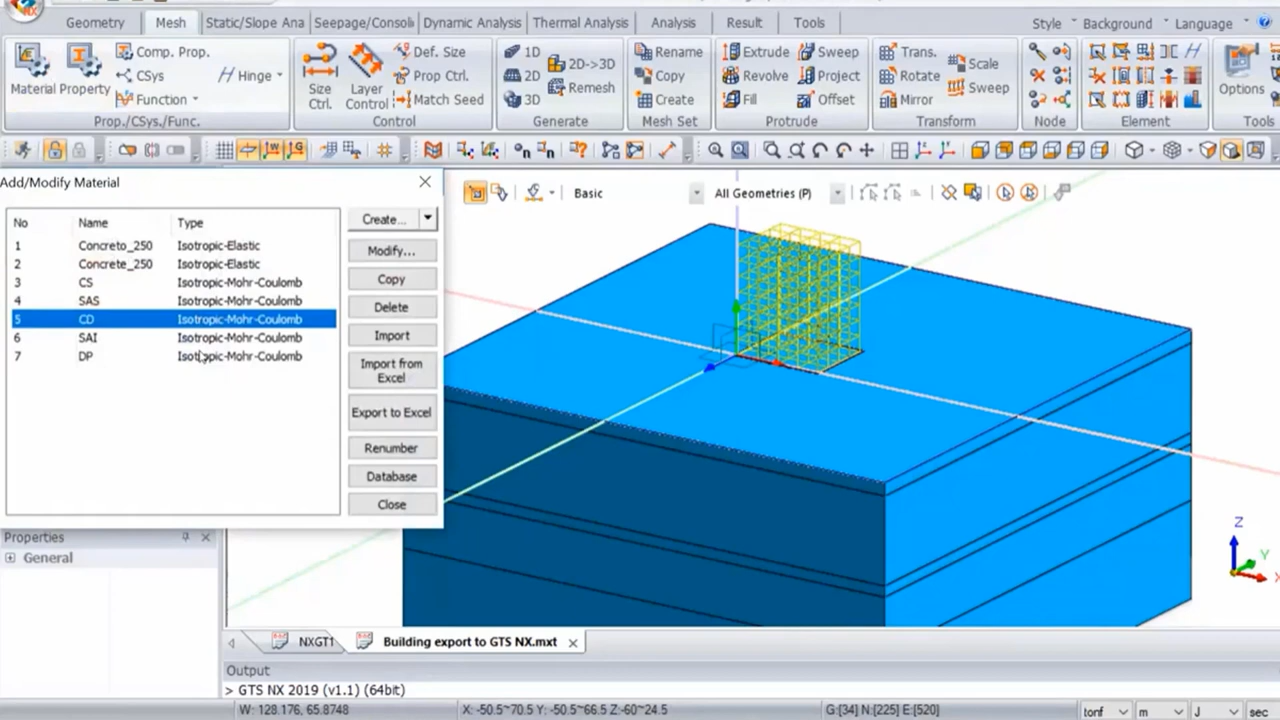 Geometry Mesh Static/Slope Ana Seepage/Consoli Dynamic Analysis Thermal Analysis Analysis Result Tools Style Background Language
Material Property Comp. Prop. CSys Function Hinge
Size Ctrl. Layer Control Def. Size Prop Ctrl. Match Seed
1D 2D 3D 2D->3D Remesh
Rename Copy Create
Extrude Revolve Fill Sweep Project Offset
Trans. Rotate Mirror Scale Sweep
Options
Prop./CSys./Func. Control Generate Mesh Set Protrude Transform Node Element Tools
Add/Modify Material
Basic All Geometries (P)
No Name Type
1 Concreto_250 Isotropic-Elastic
2 Concrete_250 Isotropic-Elastic
3 CS Isotropic-Mohr-Coulomb
4 SAS Isotropic-Mohr-Coulomb
5 CD Isotropic-Mohr-Coulomb
6 SAI Isotropic-Mohr-Coulomb
7 DP Isotropic-Mohr-Coulomb
Create...
Modify...
Copy
Delete
Import
Import from
Excel
Export to Excel
Renumber
Database
Close
Properties
General
Z
Y
X
NXGT1 Building export to GTS NX.mxt
Output
> GTS NX 2019 (v1.1) (64bit)
W: 128.176, 65.8748 X: -50.5~70.5 Y: -50.5~66.5 Z:-60~24.5 G:[34] N:[225] E:[520] tonf m J sec